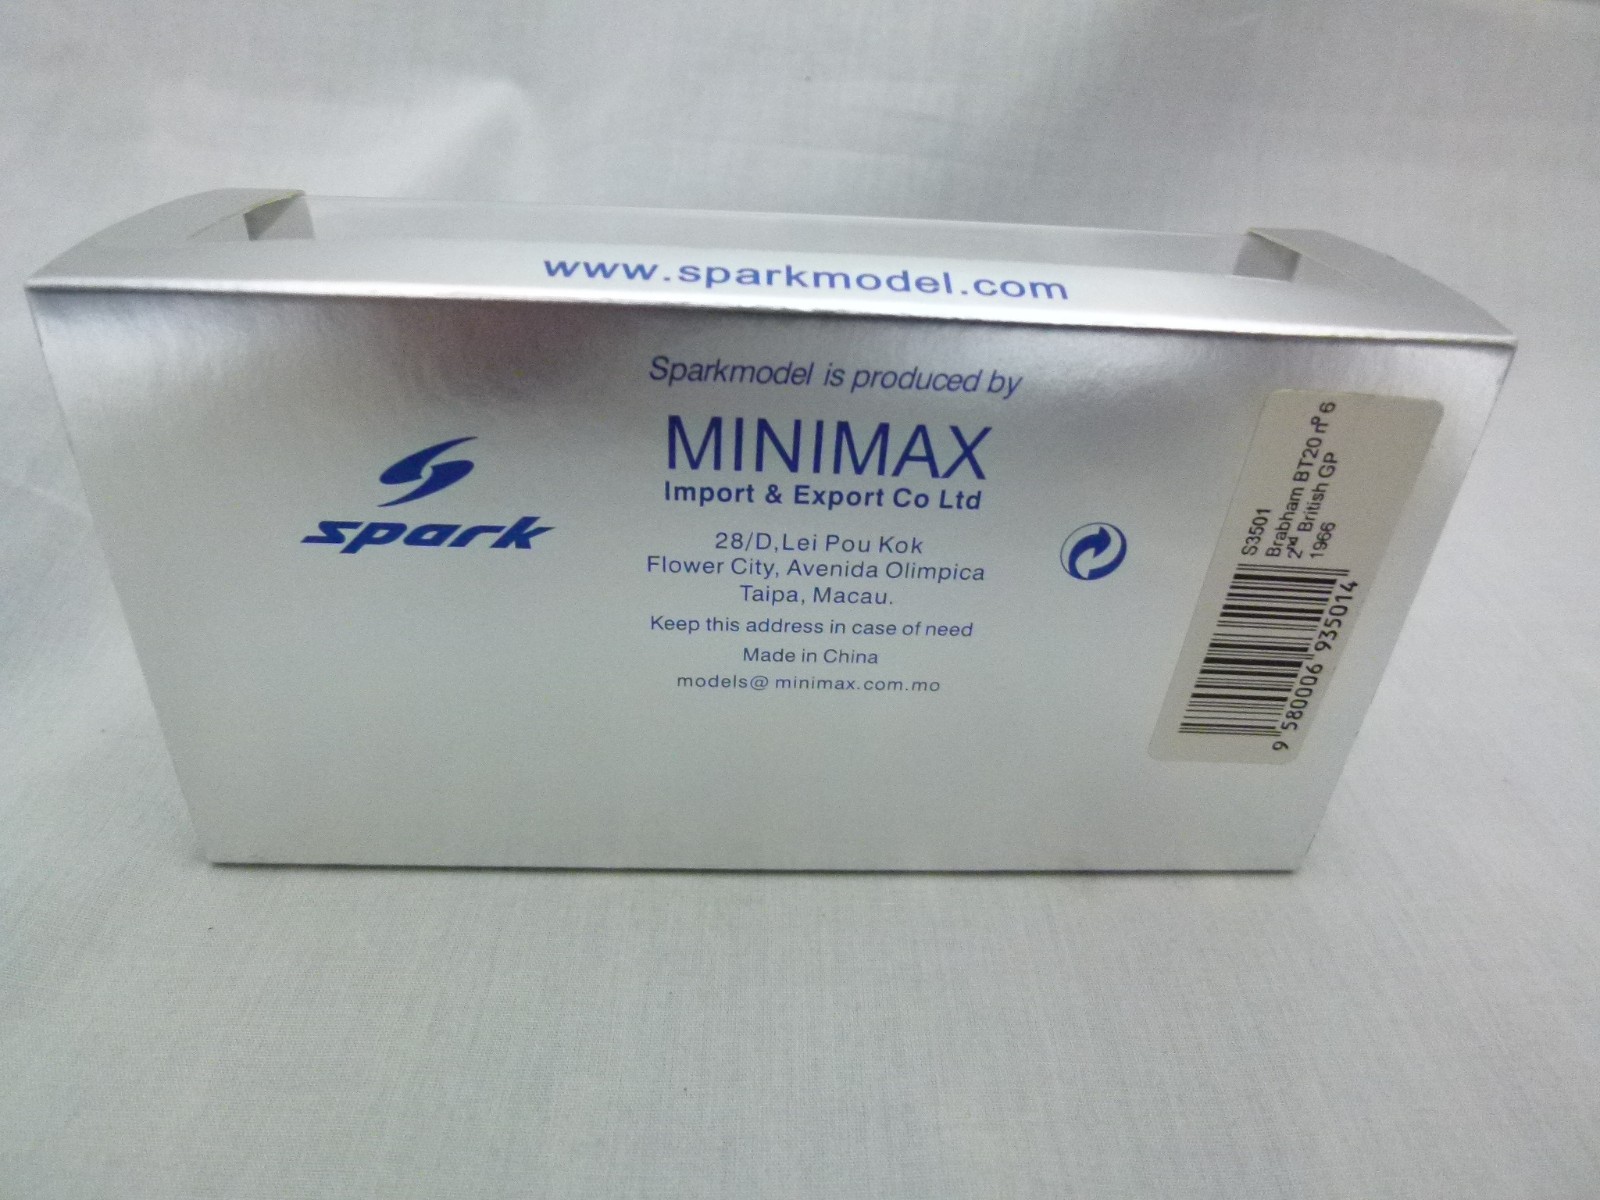 www.sparkmodel.com
Sparkmodel is produced by
MINIMAX
Import & Export Co Ltd
spark
28/D,Lei Pou Kok
Flower City, Avenida Olimpica
Taipa, Macau.
Keep this address in case of need
Made in China
models@ minimax.com.mo
S3501
Brabham BT20 nº 6
2nd British GP
1966
9 580006 935014